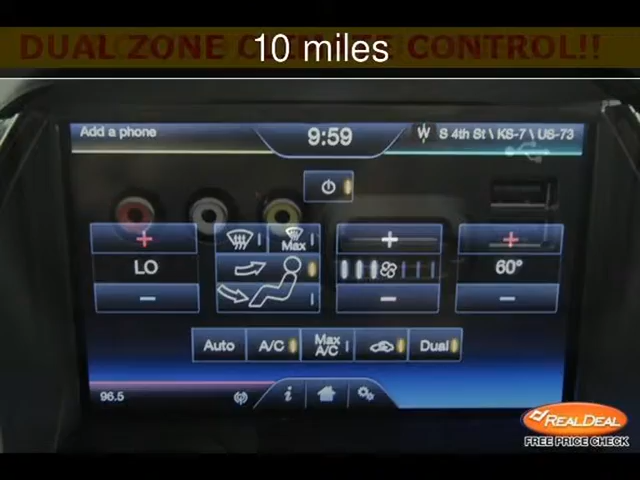 DUAL ZONE CLIMATE CONTROL!!
10 miles
Add a phone
9:59
W S 4th St \ KS-7 \ US-73
Max
LO
60°
Auto A/C Max A/C Dual
96.5
REALDEAL
FREE PRICE CHECK